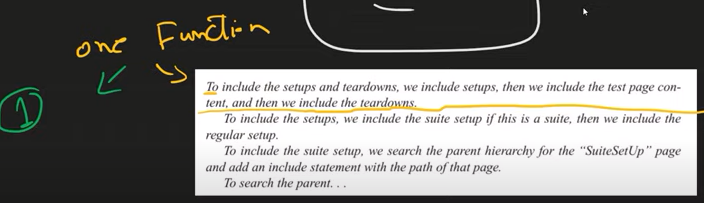 one Function
1
To include the setups and teardowns, we include setups, then we include the test page con-
tent, and then we include the teardowns.
To include the setups, we include the suite setup if this is a suite, then we include the
regular setup.
To include the suite setup, we search the parent hierarchy for the “SuiteSetUp” page
and add an include statement with the path of that page.
To search the parent. . .